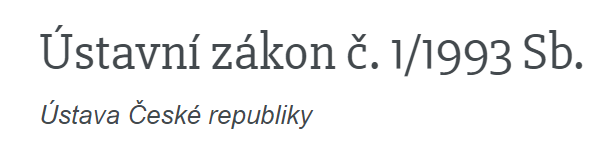 Ústavní zákon č. 1/1993 Sb.
Ústava České republiky